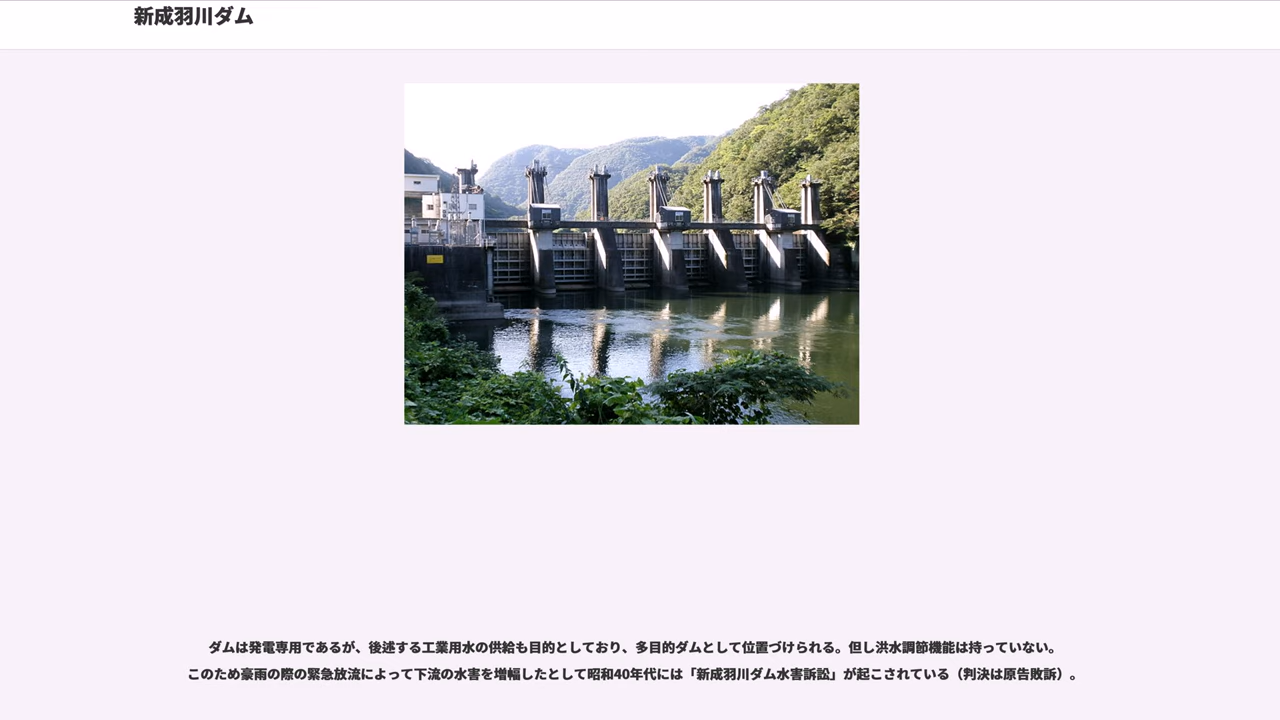 新成羽川ダム
ダムは発電専用であるが、後述する工業用水の供給も目的としており、多目的ダムとして位置づけられる。但し洪水調節機能は持っていない。
このため豪雨の際の緊急放流によって下流の水害を増幅したとして昭和40年代には「新成羽川ダム水害訴訟」が起こされている（判決は原告敗訴）。